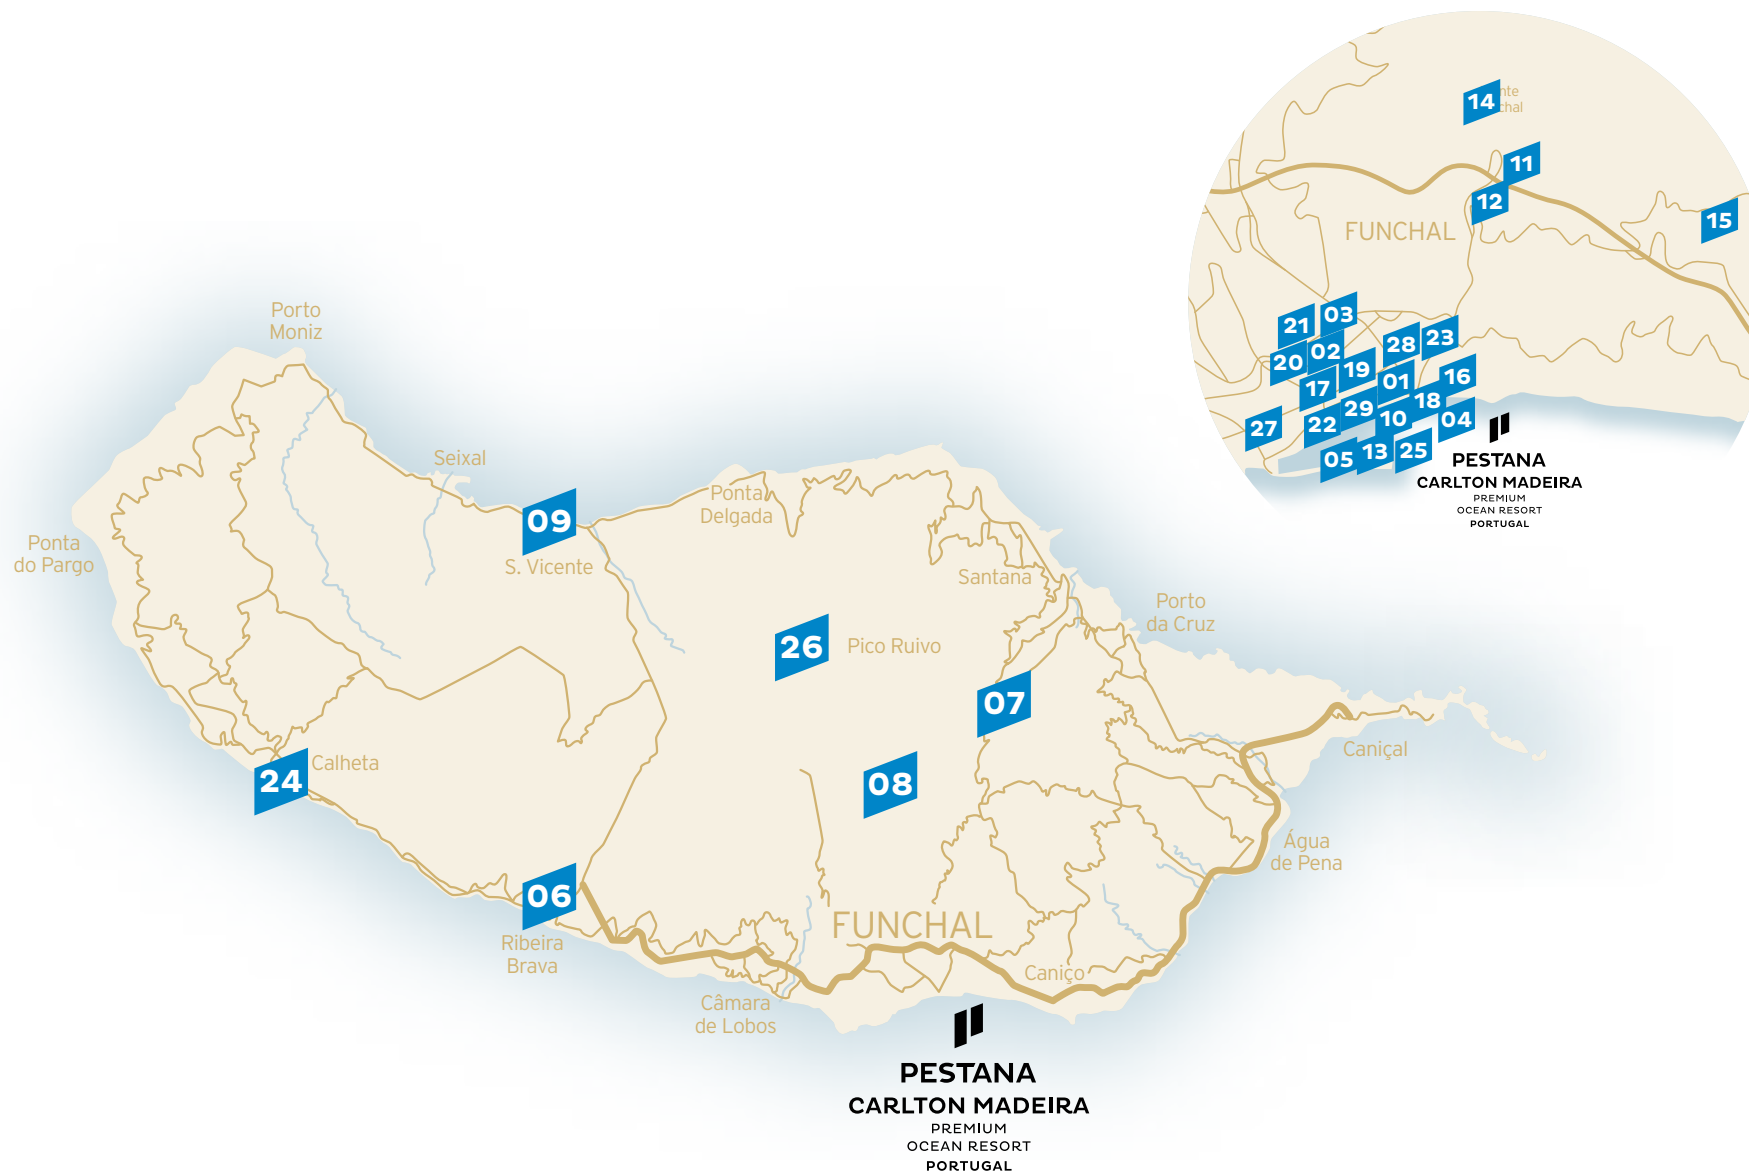 14
nte
chal
11
12
15
FUNCHAL
21
03
20
02
28
23
17
19
01
16
27
22
29
10
18
04
05
13
25
PESTANA
CARLTON MADEIRA
PREMIUM
OCEAN RESORT
PORTUGAL
Porto
Moniz
Seixal
Ponta
Delgada
09
S. Vicente
Ponta
do Pargo
Santana
Porto
da Cruz
26
Pico Ruivo
07
Caniçal
24
Calheta
08
Água
de Pena
06
Ribeira
Brava
FUNCHAL
Caniço
Câmara
de Lobos
PESTANA
CARLTON MADEIRA
PREMIUM
OCEAN RESORT
PORTUGAL